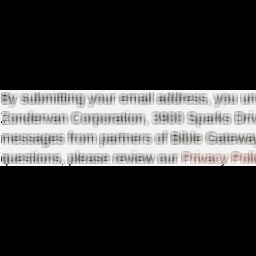 By submitting your email address, you un
Zondervan Corporation, 3900 Sparks Driv
messages from partners of Bible Gateway
questions, please review our Privacy Poli